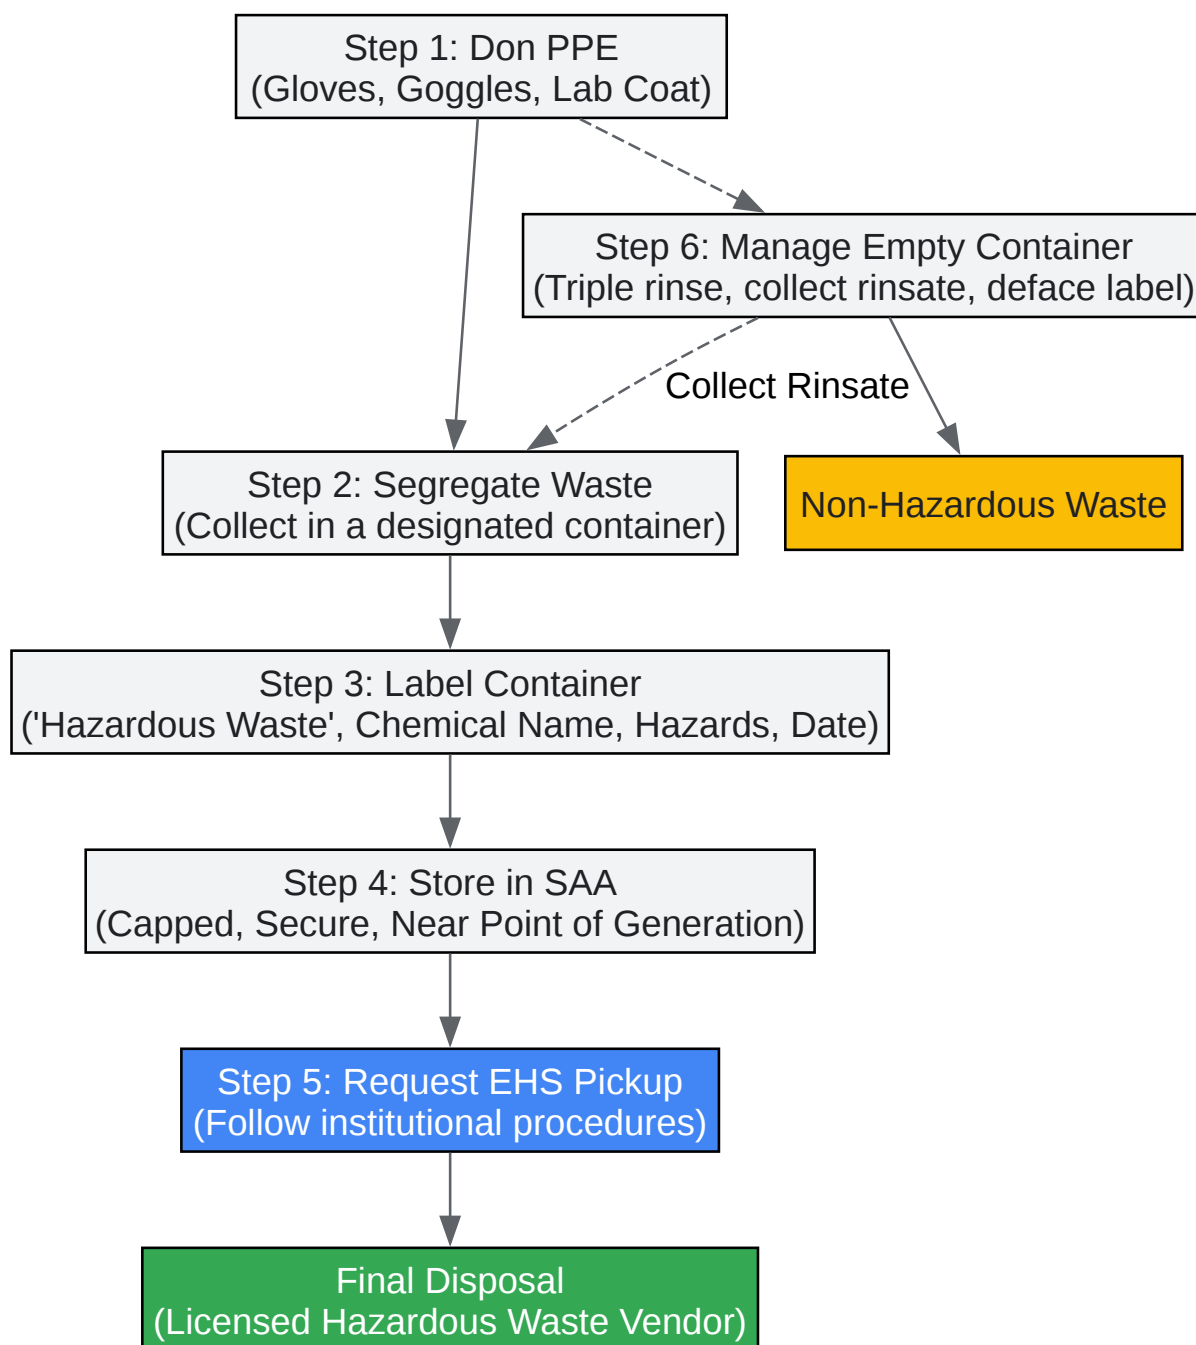 Step 1: Don PPE
(Gloves, Goggles, Lab Coat)
Step 6: Manage Empty Container
(Triple rinse, collect rinsate, deface label)
Collect Rinsate
Step 2: Segregate Waste
(Collect in a designated container)
Non-Hazardous Waste
Step 3: Label Container
('Hazardous Waste', Chemical Name, Hazards, Date)
Step 4: Store in SAA
(Capped, Secure, Near Point of Generation)
Step 5: Request EHS Pickup
(Follow institutional procedures)
Final Disposal
(Licensed Hazardous Waste Vendor)